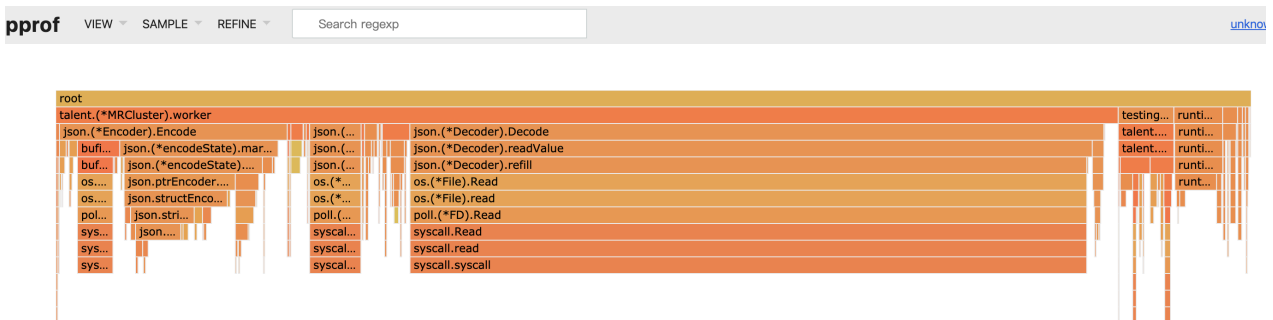 pprof VIEW SAMPLE REFINE Search regexp unknow
root
talent.(*MRCluster).worker testing... runti...
json.(*Encoder).Encode json.(... json.(*Decoder).Decode talent.... runti...
bufi... json.(*encodeState).mar... json.(... json.(*Decoder).readValue talent.... runti...
buf... json.(*encodeState).... json.(... json.(*Decoder).refill runti...
os.... json.ptrEncoder.... os.(*... os.(*File).Read runt...
os.... json.structEnco... os.(*... os.(*File).read
pol... json.stri... poll.(... poll.(*FD).Read
sys... json.... syscal... syscall.Read
sys... syscal... syscall.read
sys... syscal... syscall.syscall